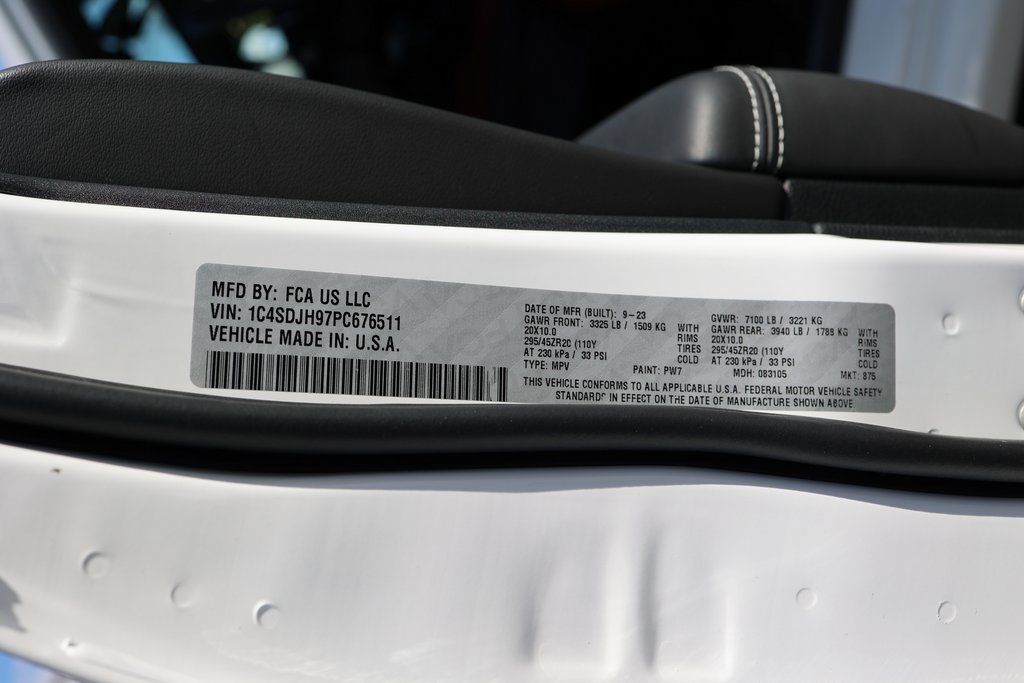 MFD BY: FCA US LLC
VIN: 1C4SDJH97PC676511
VEHICLE MADE IN: U.S.A.
DATE OF MFR (BUILT): 9-23
GAWR FRONT: 3325 LB / 1509 KG WITH
20X10.0 RIMS
295/45ZR20 (110Y TIRES
AT 230 kPa / 33 PSI COLD
TYPE: MPV PAINT: PW7
GVWR: 7100 LB / 3221 KG
GAWR REAR: 3940 LB / 1788 KG WITH
20X10.0 RIMS
295/45ZR20 (110Y TIRES
AT 230 kPa / 33 PSI COLD
MDH: 083105 MKT: 875
THIS VEHICLE CONFORMS TO ALL APPLICABLE U.S.A. FEDERAL MOTOR VEHICLE SAFETY
STANDARDS IN EFFECT ON THE DATE OF MANUFACTURE SHOWN ABOVE.